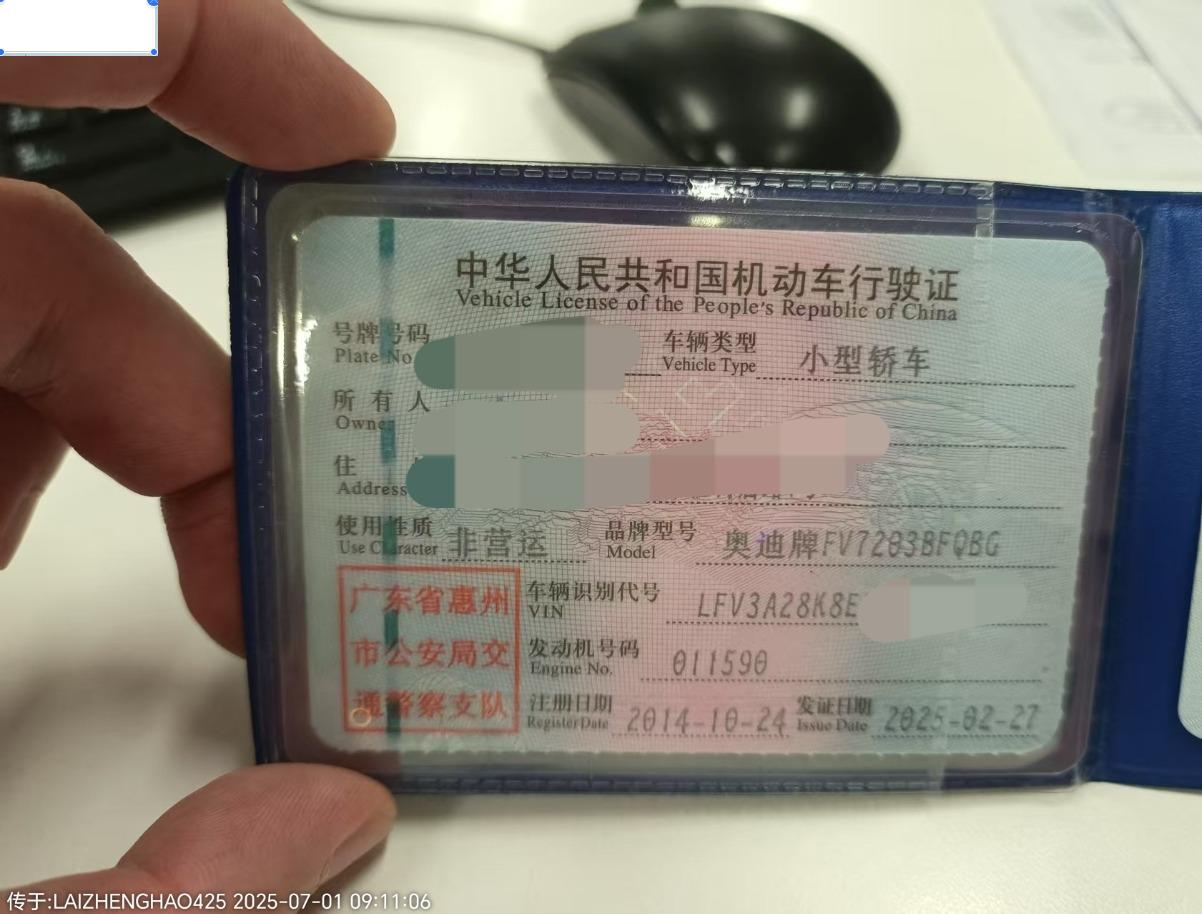 中华人民共和国机动车行驶证
Vehicle License of the People's Republic of China
号牌号码
Plate No
车辆类型
Vehicle Type
小型轿车
所有人
Owner
住
Address
使用性质
Use Character
非营运
品牌型号
Model
奥迪牌FV7203BFQBG
车辆识别代号
VIN
LFV3A28K8E
发动机号码
Engine No.
011590
注册日期
Register Date
2014-10-24
发证日期
Issue Date
2025-02-27
广东省惠州
市公安局交
通警察支队
传于:LAIZHENGHAO425 2025-07-01 09:11:06